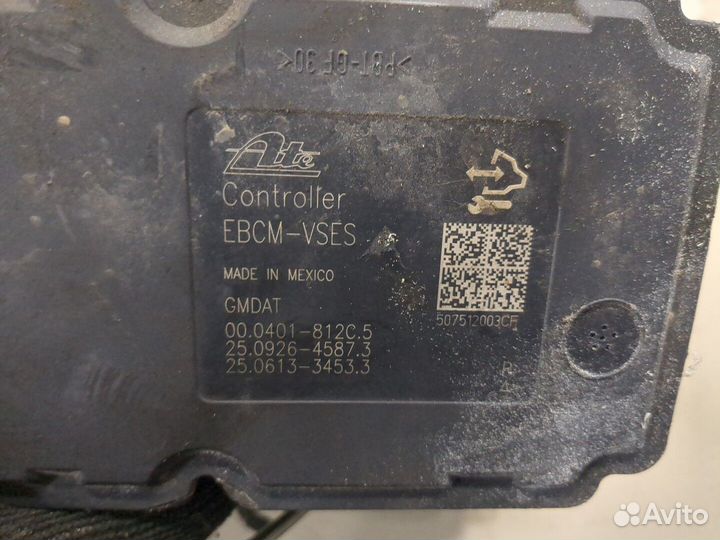 >PBT-GF30<
Ate
Controller
EBCM-VSES
MADE IN MEXICO
GMDAT
00.0401-812C.5
25.0926-4587.3
25.0613-3453.3
507512003CF
Avito